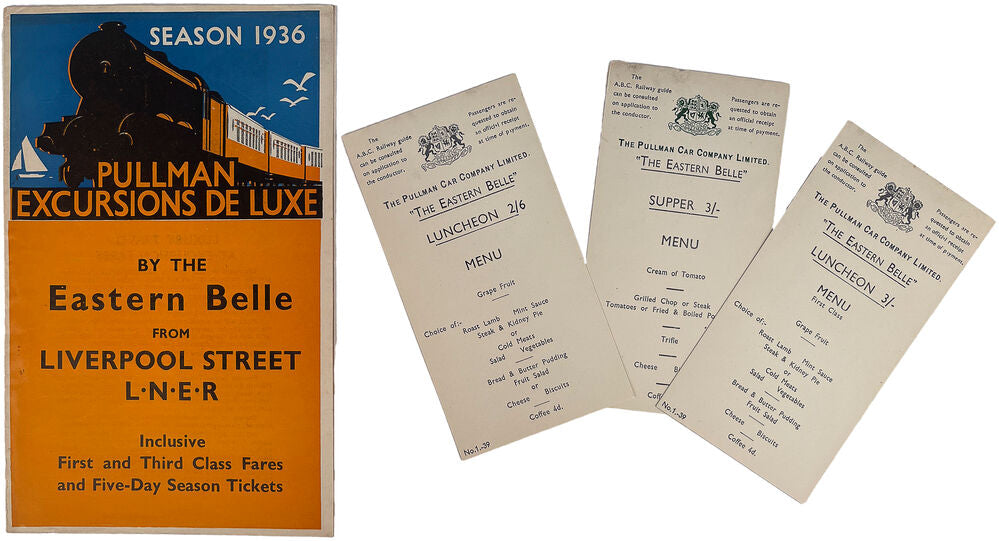 SEASON 1936
PULLMAN
EXCURSIONS DE LUXE
BY THE
Eastern Belle
FROM
LIVERPOOL STREET
L·N·E·R
Inclusive
First and Third Class Fares
and Five-Day Season Tickets
The
A.B.C. Railway guide
can be consulted
on application to
the conductor.
Passengers are re-
quested to obtain
an official receipt
at time of payment.
THE PULLMAN CAR COMPANY LIMITED.
"THE EASTERN BELLE"
LUNCHEON 2/6
MENU
Grape Fruit
Choice of:-
Roast Lamb Mint Sauce
Steak & Kidney Pie
or
Cold Meats
Salad Vegetables
Bread & Butter Pudding
Fruit Salad
or
Cheese Biscuits
Coffee 4d.
No.1.-39
The
A.B.C. Railway guide
can be consulted
on application to
the conductor.
Passengers are re-
quested to obtain
an official receipt
at time of payment.
THE PULLMAN CAR COMPANY LIMITED.
"THE EASTERN BELLE"
SUPPER 3/-
MENU
Cream of Tomato
Grilled Chop or Steak
Tomatoes or Fried & Boiled Po
Trifle
Cheese Bis
Coffee
The
A.B.C. Railway guide
can be consulted
on application to
the conductor.
Passengers are re-
quested to obtain
an official receipt
at time of payment.
THE PULLMAN CAR COMPANY LIMITED.
"THE EASTERN BELLE"
LUNCHEON 3/-
MENU
First Class
Grape Fruit
Choice of:-
Roast Lamb Mint Sauce
Steak & Kidney Pie
or
Cold Meats
Salad Vegetables
Bread & Butter Pudding
Fruit Salad
Cheese Biscuits
Coffee 4d.
No.1.-39